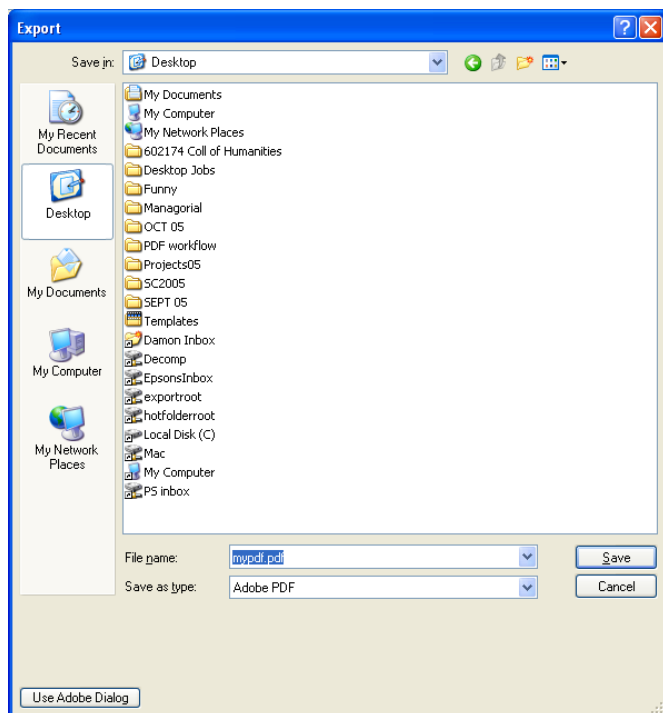 Export
Save in:
Desktop
My Recent
Documents
Desktop
My Documents
My Computer
My Network
Places
My Documents
My Computer
My Network Places
602174 Coll of Humanities
Desktop Jobs
Funny
Managorial
OCT 05
PDF workflow
Projects05
SC2005
SEPT 05
Templates
Damon Inbox
Decomp
EpsonsInbox
exportroot
hotfolderroot
Local Disk (C)
Mac
My Computer
PS inbox
File name:
mypdf.pdf
Save
Save as type:
Adobe PDF
Cancel
Use Adobe Dialog